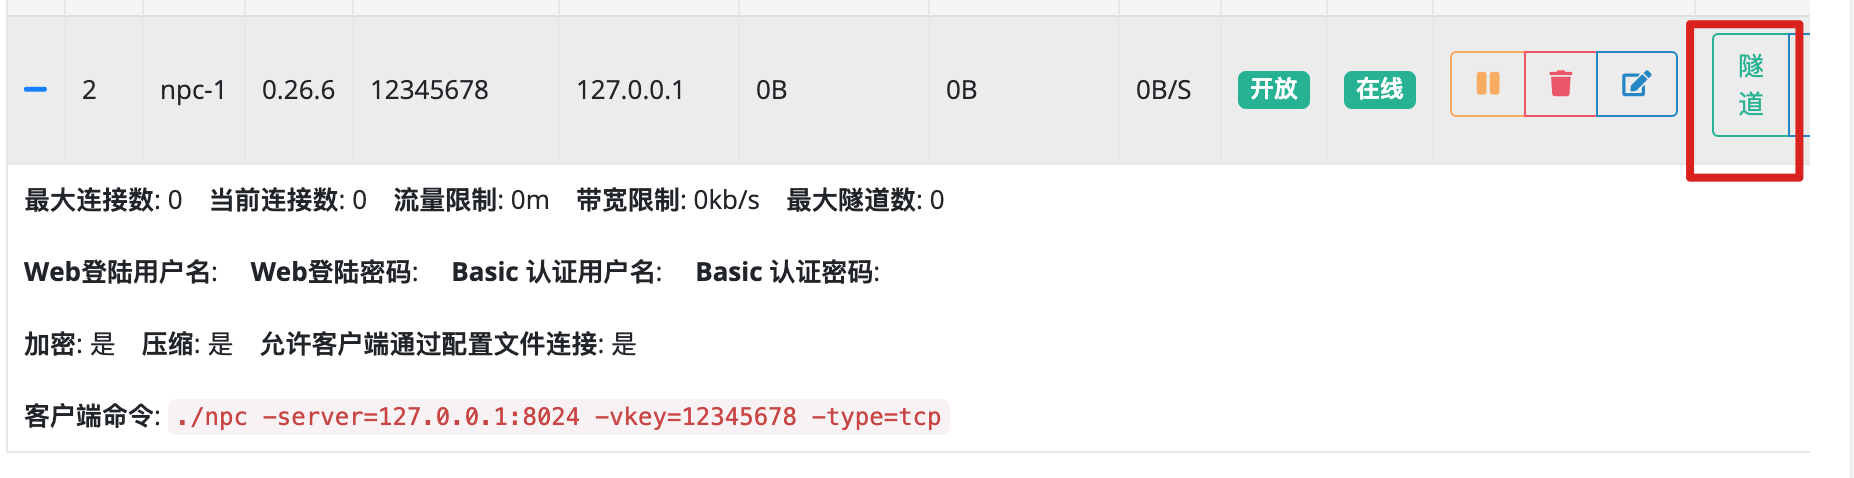 2 npc-1 0.26.6 12345678 127.0.0.1 0B 0B 0B/S 开放 在线 隧道
最大连接数: 0 当前连接数: 0 流量限制: 0m 带宽限制: 0kb/s 最大隧道数: 0
Web登陆用户名: Web登陆密码: Basic 认证用户名: Basic 认证密码:
加密: 是 压缩: 是 允许客户端通过配置文件连接: 是
客户端命令: ./npc -server=127.0.0.1:8024 -vkey=12345678 -type=tcp